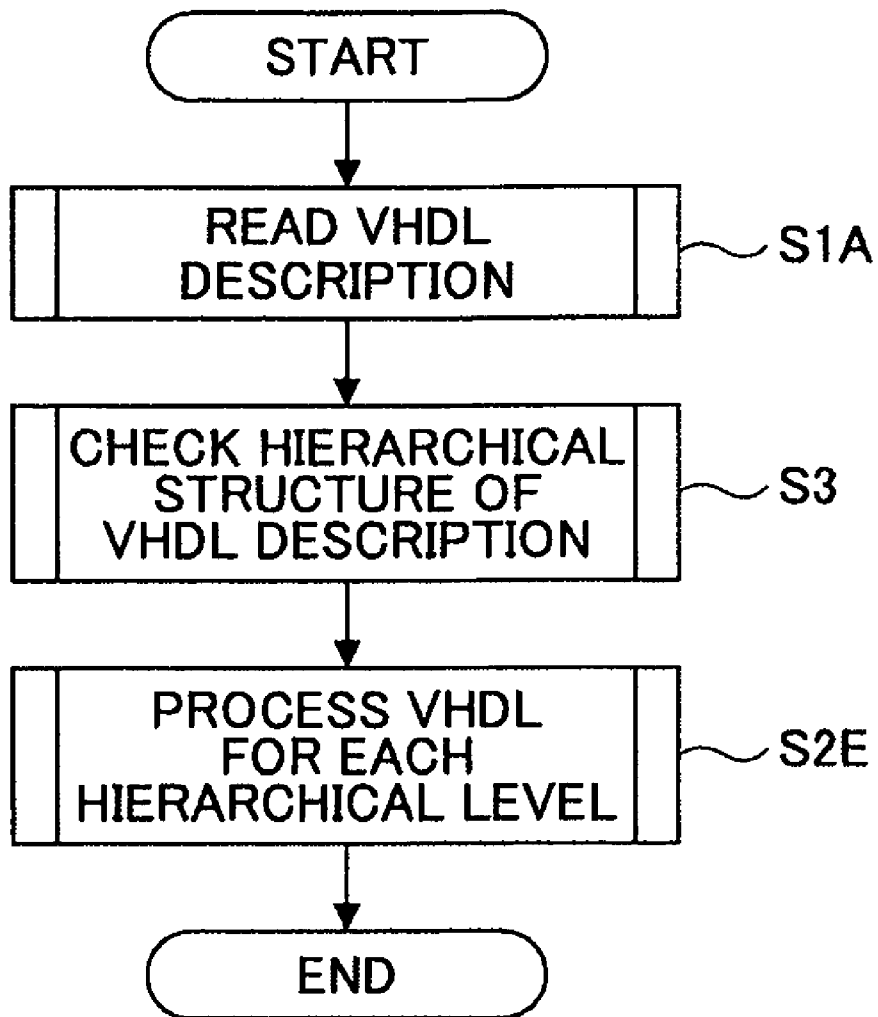 START
READ VHDL
DESCRIPTION
S1A
CHECK HIERARCHICAL
STRUCTURE OF
VHDL DESCRIPTION
S3
PROCESS VHDL
FOR EACH
HIERARCHICAL LEVEL
S2E
END